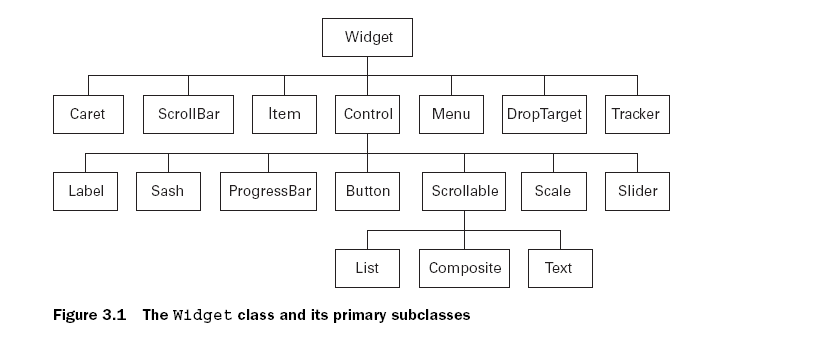 Widget
Caret ScrollBar Item Control Menu DropTarget Tracker
Label Sash ProgressBar Button Scrollable Scale Slider
List Composite Text
Figure 3.1 The Widget class and its primary subclasses